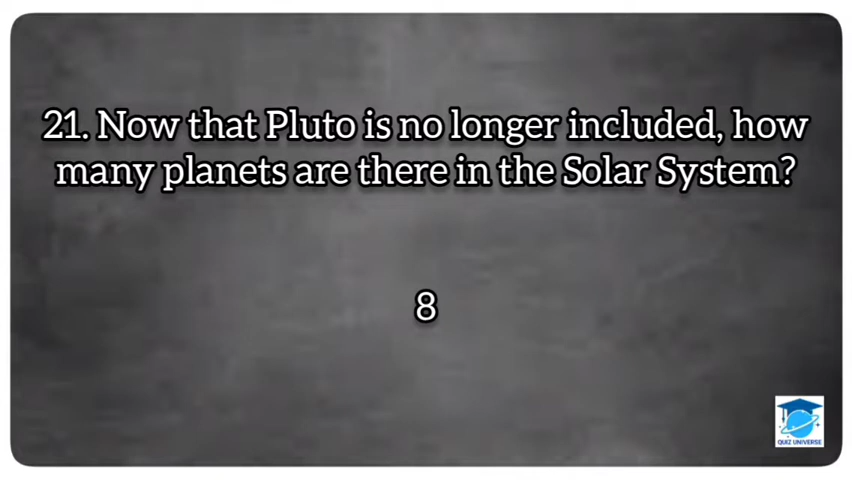 21. Now that Pluto is no longer included, how
many planets are there in the Solar System?
8
QUIZ UNIVERSE